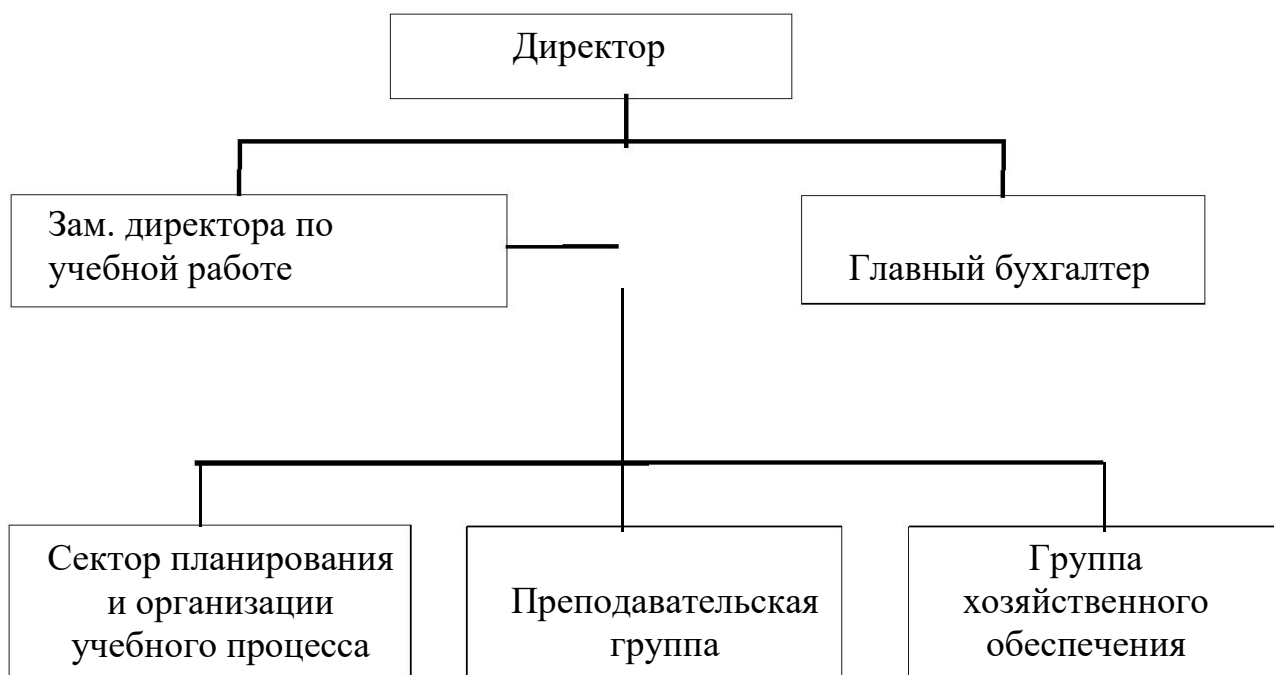 Директор
Зам. директора по
учебной работе
Главный бухгалтер
Сектор планирования
и организации
учебного процесса
Преподавательская
группа
Группа
хозяйственного
обеспечения